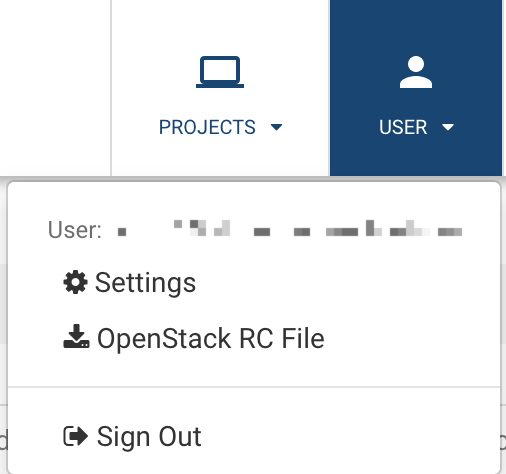 PROJECTS
USER
User:
Settings
OpenStack RC File
Sign Out